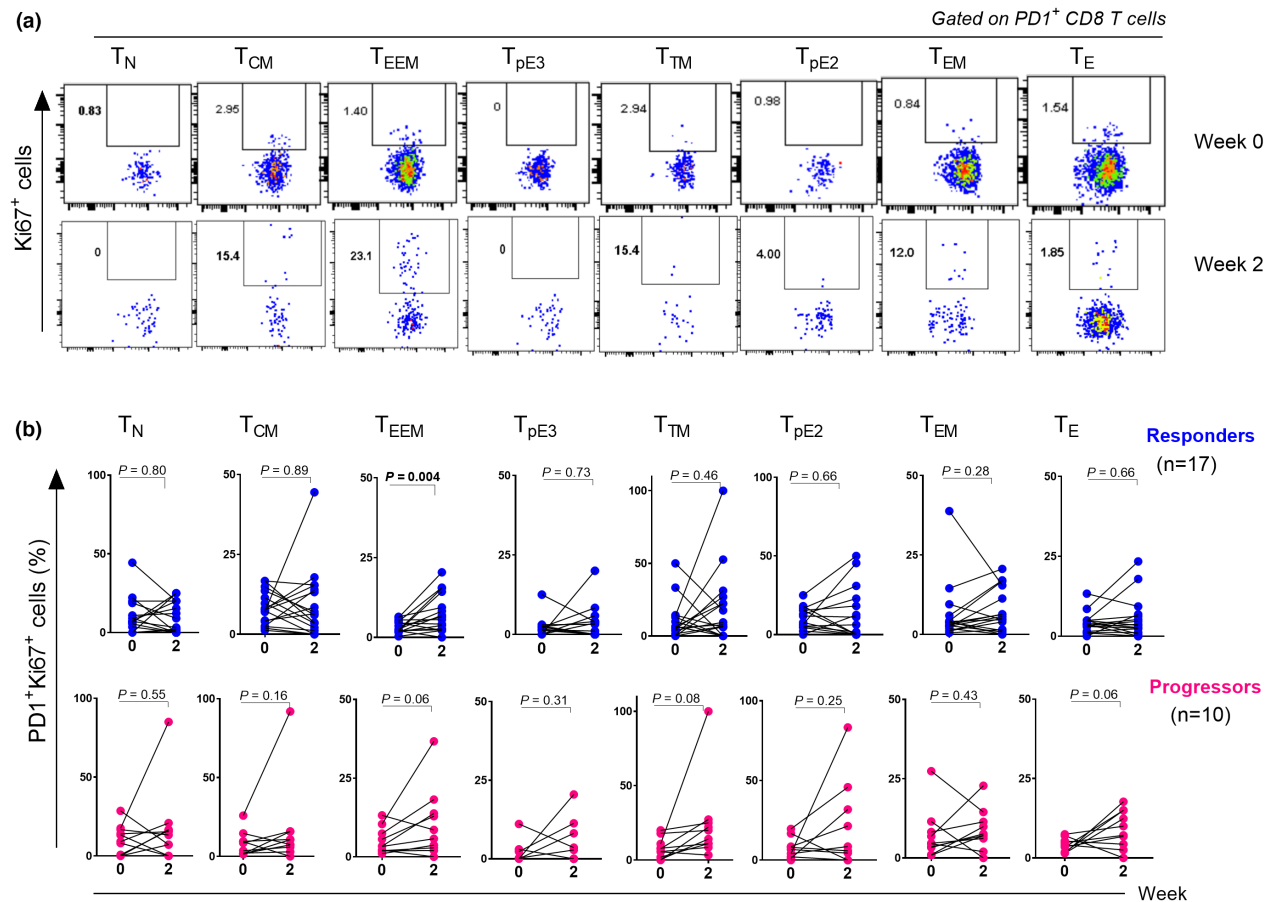 (a)
Gated on PD1+ CD8 T cells
TN TCM TEEM TpE3 TTM TpE2 TEM TE
Ki67+ cells
0.83 2.95 1.40 0 2.94 0.98 0.84 1.54
Week 0
0 15.4 23.1 0 15.4 4.00 12.0 1.85
Week 2
(b)
TN TCM TEEM TpE3 TTM TpE2 TEM TE
Responders
(n=17)
PD1+Ki67+ cells (%)
P = 0.80 P = 0.89 P = 0.004 P = 0.73 P = 0.46 P = 0.66 P = 0.28 P = 0.66
100 50 50 50 100 100 50 50
50 25 25 25 50 50 25 25
0 0 0 0 0 0 0 0
0 2 0 2 0 2 0 2 0 2 0 2 0 2 0 2
Progressors
(n=10)
P = 0.55 P = 0.16 P = 0.06 P = 0.31 P = 0.08 P = 0.25 P = 0.43 P = 0.06
100 100 50 50 100 100 50 50
50 50 25 25 50 50 25 25
0 0 0 0 0 0 0 0
0 2 0 2 0 2 0 2 0 2 0 2 0 2 0 2
Week